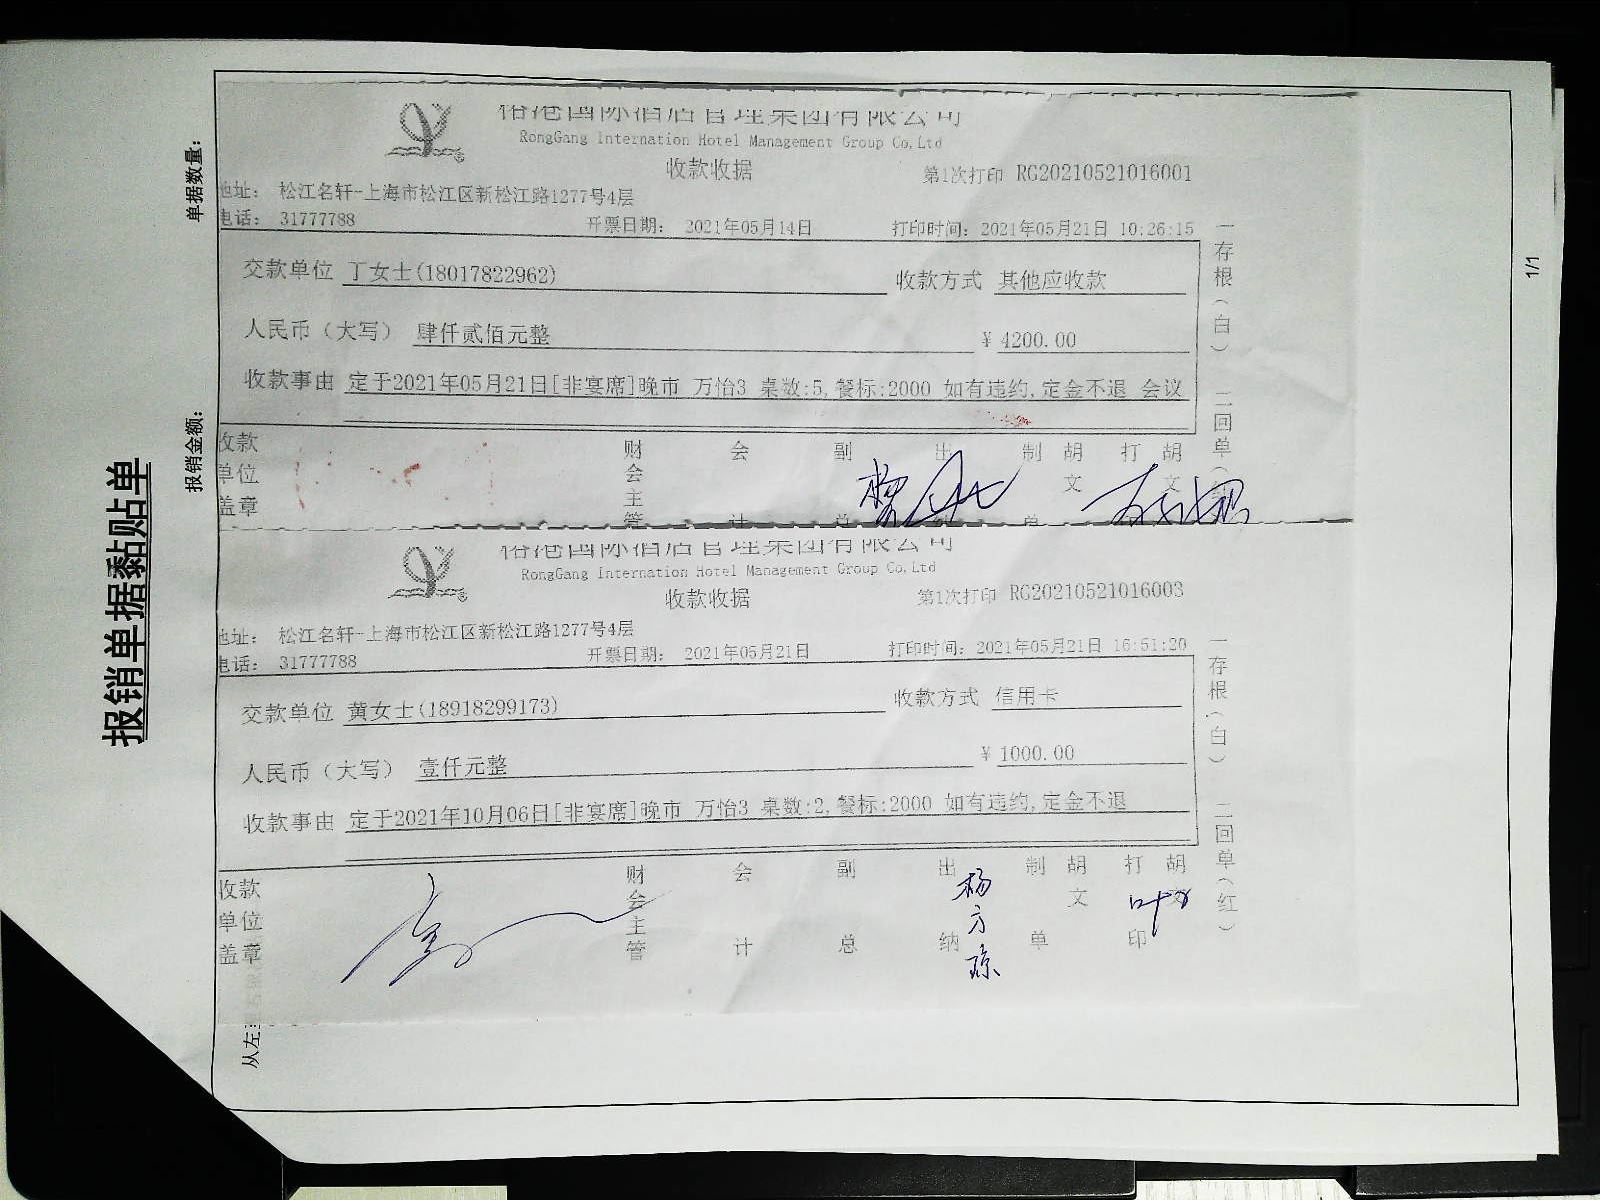 报销单据黏贴单
报销金额:
单据数量:
国际酒店管理集团有限公司
RongGang Internation Hotel Management Group Co,Ltd
收款收据 第1次打印 RG20210521016001
地址: 松江名轩-上海市松江区新松江路1277号4层
电话: 31777788 开票日期: 2021年05月14日 打印时间: 2021年05月21日 10:26:15
交款单位 丁女士(18017822962) 收款方式 其他应收款
人民币（大写） 肆仟贰佰元整 ¥ 4200.00
收款事由 定于2021年05月21日[非宴席]晚市 万怡3 桌数:5,餐标:2000 如有违约,定金不退 会议
收款单位盖章 财会主管 会计 副总 出纳 制单 胡文 打 胡文
一存根（白） 二回单（红
国际酒店管理集团有限公司
RongGang Internation Hotel Management Group Co,Ltd
收款收据 第1次打印 RG20210521016003
地址: 松江名轩-上海市松江区新松江路1277号4层
电话: 31777788 开票日期: 2021年05月21日 打印时间: 2021年05月21日 16:51:20
交款单位 黄女士(18918299173) 收款方式 信用卡
人民币（大写） 壹仟元整 ¥ 1000.00
收款事由 定于2021年10月06日[非宴席]晚市 万怡3 桌数:2,餐标:2000 如有违约,定金不退
收款单位盖章 财会主管 会计 副总 出纳 杨方琼 制单 胡文 打印 胡文
一存根（白） 二回单（红）
从左
1/1